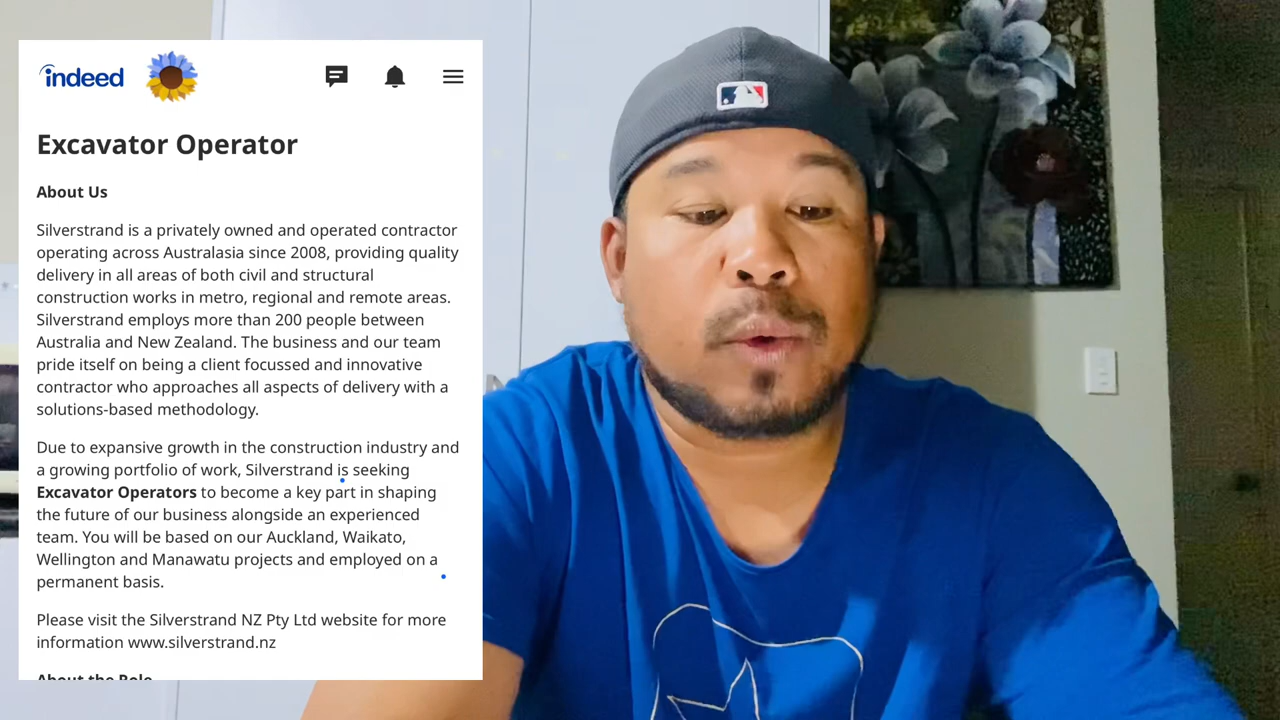 indeed
Excavator Operator
About Us
Silverstrand is a privately owned and operated contractor
operating across Australasia since 2008, providing quality
delivery in all areas of both civil and structural
construction works in metro, regional and remote areas.
Silverstrand employs more than 200 people between
Australia and New Zealand. The business and our team
pride itself on being a client focussed and innovative
contractor who approaches all aspects of delivery with a
solutions-based methodology.
Due to expansive growth in the construction industry and
a growing portfolio of work, Silverstrand is seeking
Excavator Operators to become a key part in shaping
the future of our business alongside an experienced
team. You will be based on our Auckland, Waikato,
Wellington and Manawatu projects and employed on a
permanent basis.
Please visit the Silverstrand NZ Pty Ltd website for more
information www.silverstrand.nz
About the Role